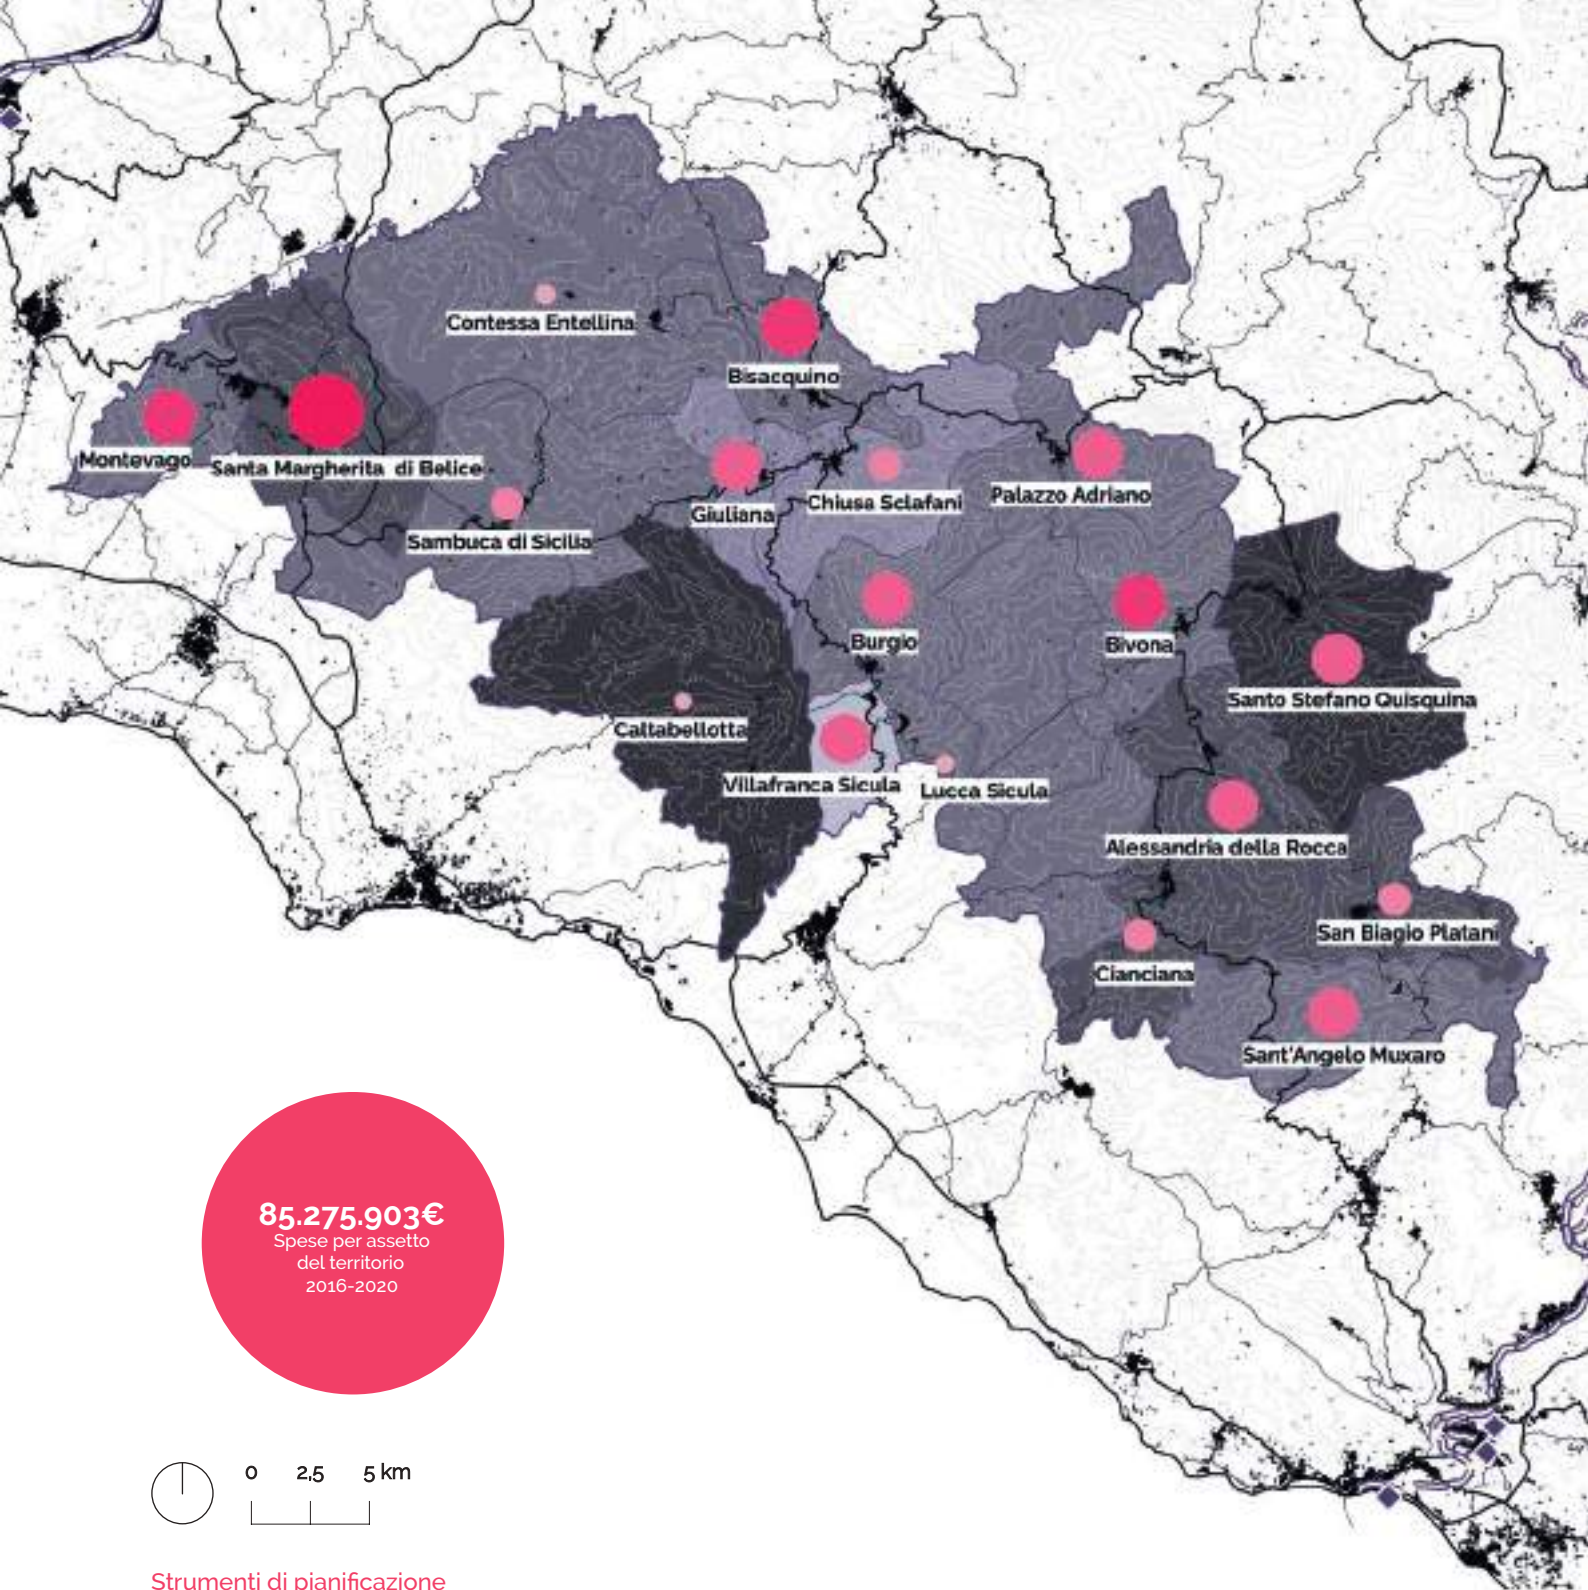 Contessa Entellina
Bisacquino
Montevago
Santa Margherita di Belice
Giuliana
Chiusa Sclafani
Palazzo Adriano
Sambuca di Sicilia
Burgio
Bivona
Santo Stefano Quisquina
Caltabellotta
Villafranca Sicula
Lucca Sicula
Alessandria della Rocca
San Biagio Platani
Cianciana
Sant'Angelo Muxaro
85.275.903€
Spese per assetto
del territorio
2016-2020
0 2,5 5 km
Strumenti di pianificazione